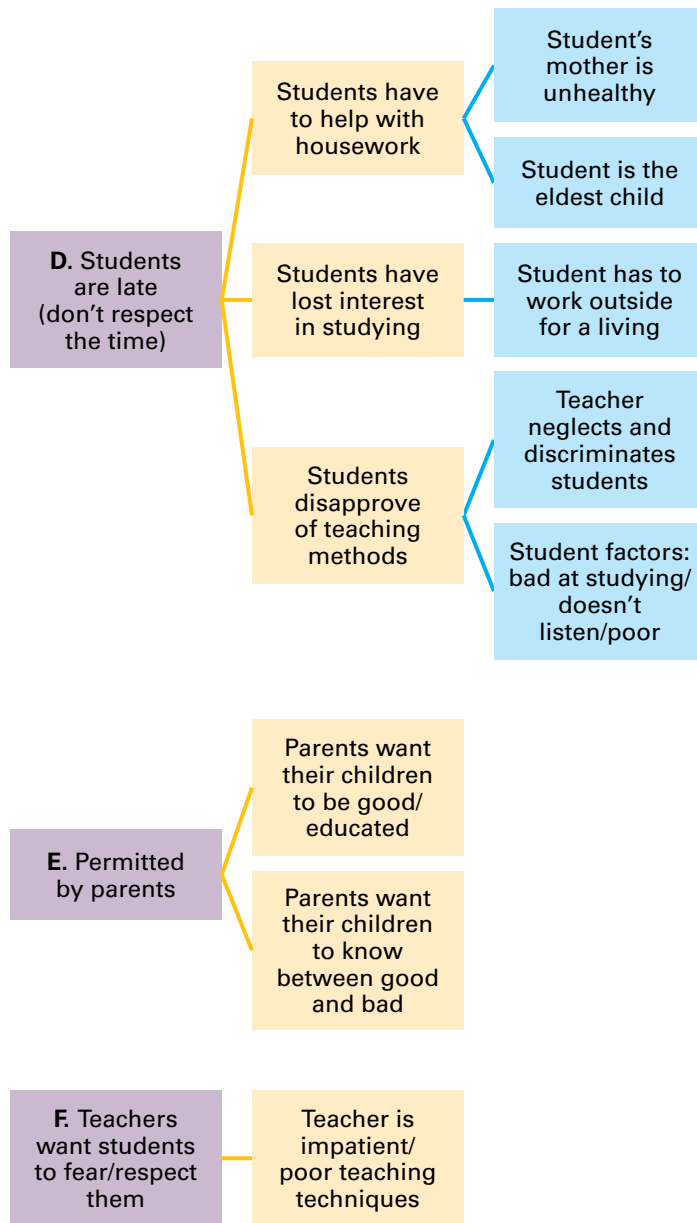 D. Students
are late
(don't respect
the time)
Students have
to help with
housework
Student's
mother is
unhealthy
Student is the
eldest child
Students have
lost interest
in studying
Student has to
work outside
for a living
Students
disapprove
of teaching
methods
Teacher
neglects and
discriminates
students
Student factors:
bad at studying/
doesn't
listen/poor
E. Permitted
by parents
Parents want
their children
to be good/
educated
Parents want
their children
to know
between good
and bad
F. Teachers
want students
to fear/respect
them
Teacher is
impatient/
poor teaching
techniques